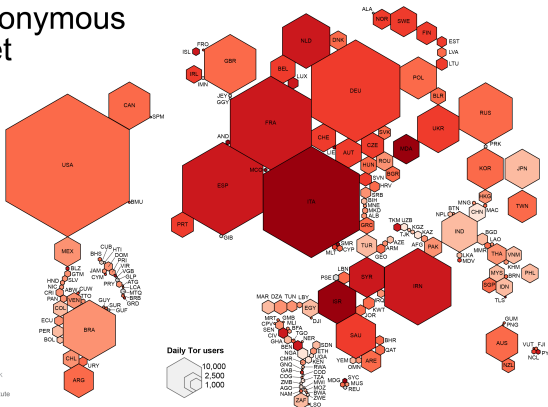 onymous
et
ALA
NOR
SWE
FIN
EST
LVA
LTU
FRO
ISL
GBR
NLD
DNK
IRL
IMN
BEL
LUX
DEU
POL
BLR
CAN
SPM
JEY
GGY
RUS
FRA
UKR
USA
AND
CHE
LIE
AUT
CZE
SVK
HUN
ROU
BGR
MDA
PRK
MCO
KOR
JPN
ESP
ITA
SVN
HRV
SRB
BIH
MNE
MKD
ALB
GRC
BMU
HKG
TWN
MNG
CHN
MAC
BTN
NPL
PRT
GIB
SMR
CYP
MLT
TUR
TKM
UZB
TJK
KGZ
KAZ
AZE
ARM
GEO
AFG
PAK
IND
BGD
MMR
LAO
LKA
MDV
THA
VNM
KHM
MYS
BRN
PHL
SGP
IDN
TLS
MEX
CUB
BHS
HTI
DOM
PRI
VIR
JAM
CYM
VGB
GLP
PRY
ATG
LCA
MTQ
BRB
GRD
BLZ
GTM
SLV
HND
NIC
CRI
PAN
ABW
CUW
TTO
VEN
COL
GUY
SUR
GUF
ECU
PER
BOL
BRA
CHL
URY
ARG
PSE
LBN
SYR
IRQ
KWT
JOR
IRN
ISR
MAR
DZA
TUN
LBY
EGY
DJI
SAU
BHR
QAT
YEM
OMN
ARE
MRT
GMB
CPV
MLI
SEN
BFA
CIV
TGO
GHA
NER
BEN
SDN
NGA
ETH
CMR
UGA
GNQ
KEN
GAB
RWA
COG
COD
ZMB
TZA
AGO
MWI
NAM
MOZ
BWA
ZWE
ZAF
LSO
SYC
MDG
MUS
REU
GUM
PNG
AUS
NZL
VUT
FJI
NCL
PYF
Daily Tor users
10,000
2,500
1,000
ute